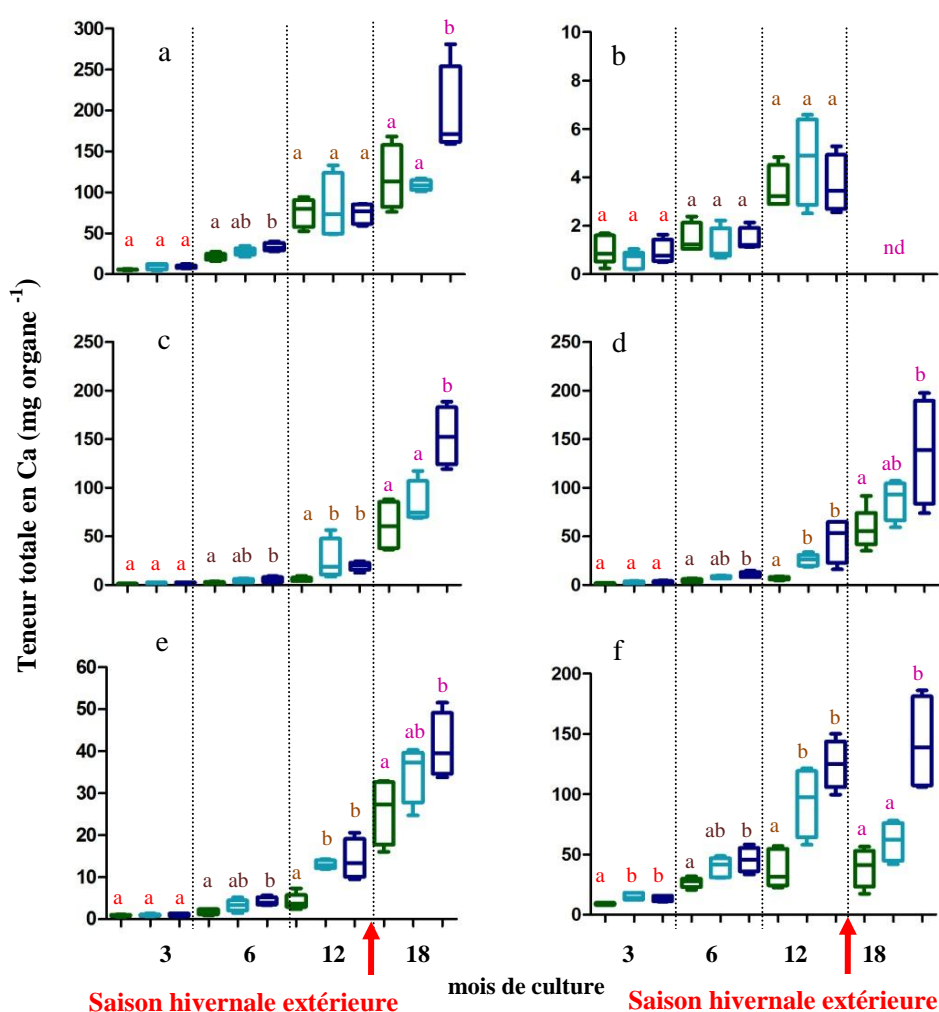 Teneur totale en Ca (mg organe -1)
a
300
250
200
150
100
50
0
a a a
a ab b
a a a
a a b
b
10
8
6
4
2
0
a a a
a a a
a a a
nd
c
250
200
150
100
50
0
a a a
a ab b
a b b
a a b
d
250
200
150
100
50
0
a a a
a ab b
a b b
a ab b
e
60
50
40
30
20
10
0
a a a
a ab b
a b b
a ab b
f
200
150
100
50
0
a b b
a ab b
a b b
a a b
3 6 12 18
3 6 12 18
mois de culture
Saison hivernale extérieure
Saison hivernale extérieure